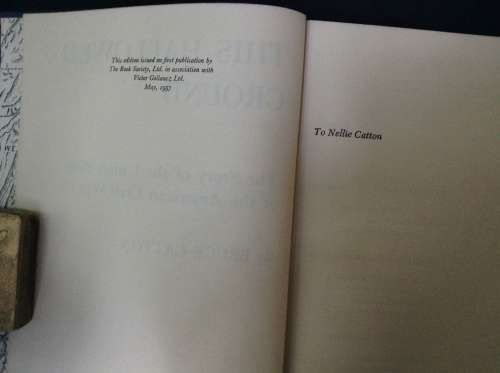 This edition issued on first publication by
The Book Society, Ltd. in association with
Victor Gollancz Ltd.
May, 1957
To Nellie Catton